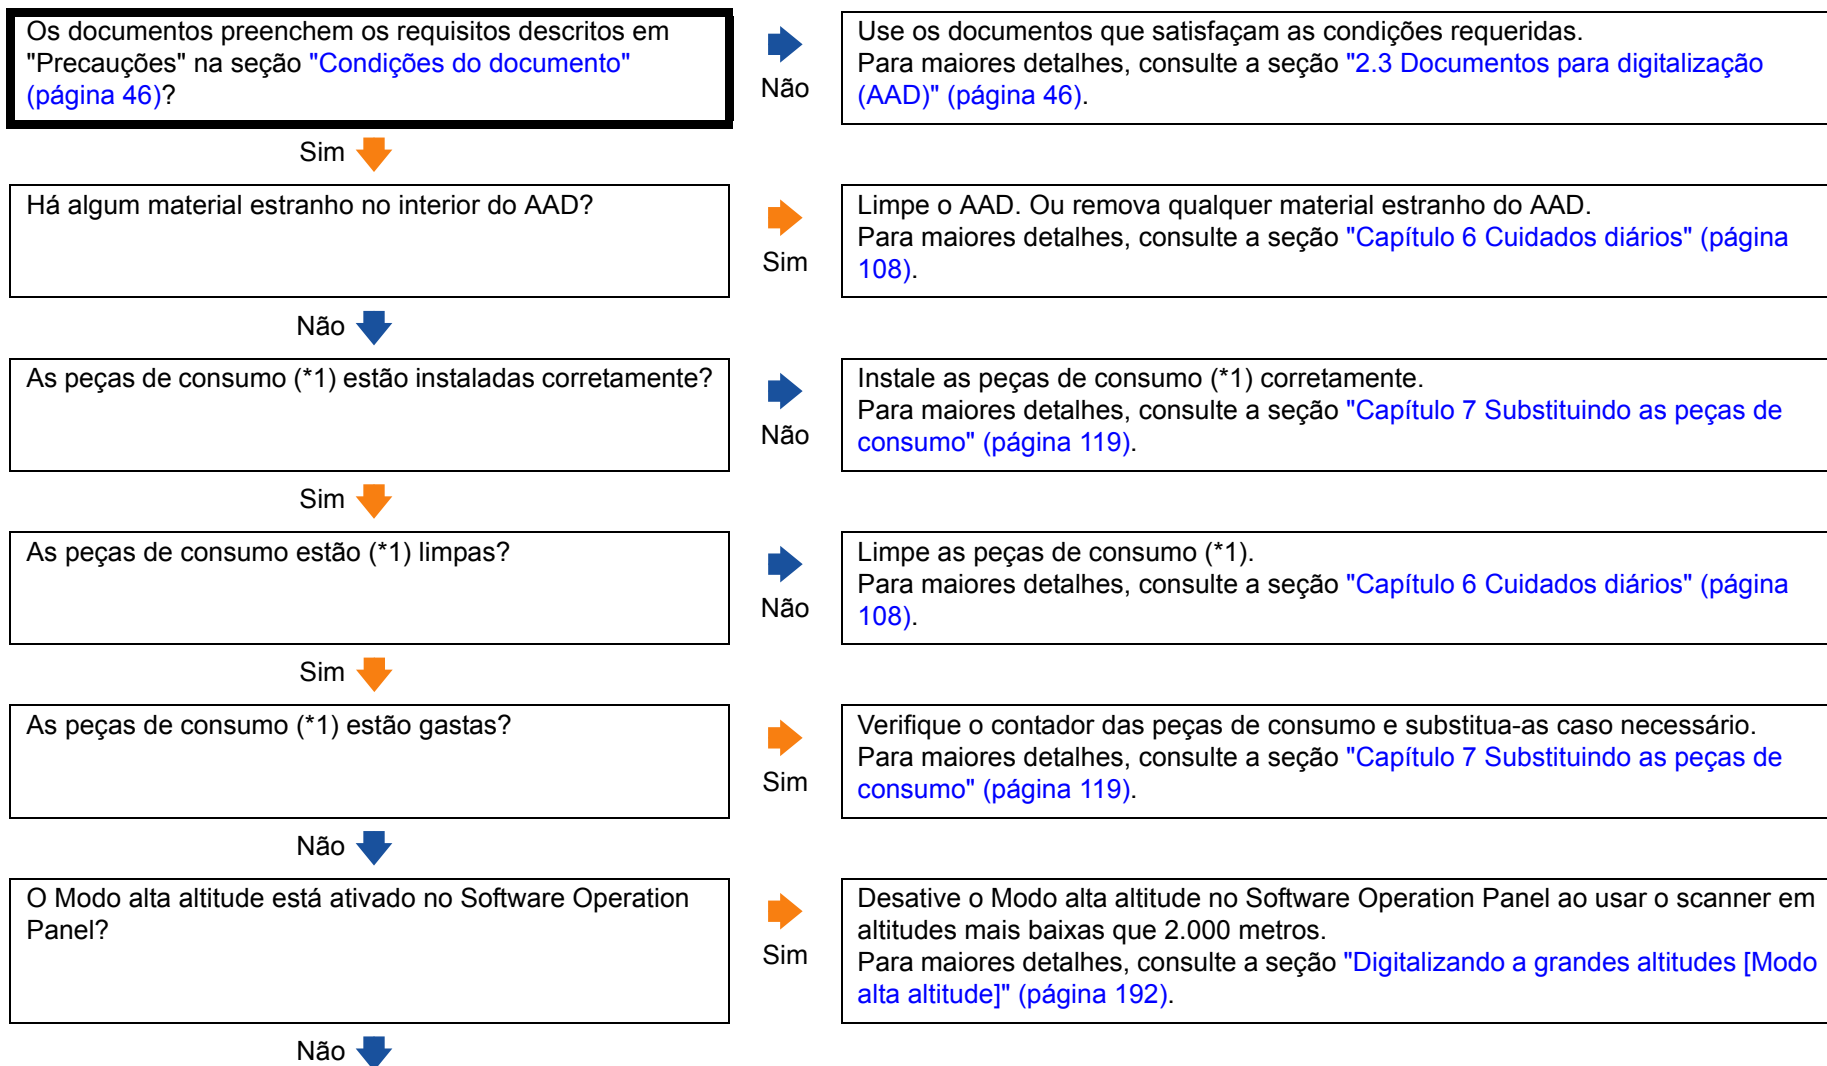 Os documentos preenchem os requisitos descritos em
"Precauções" na seção "Condições do documento"
(página 46)?
Não
Use os documentos que satisfaçam as condições requeridas.
Para maiores detalhes, consulte a seção "2.3 Documentos para digitalização
(AAD)" (página 46).
Sim
Há algum material estranho no interior do AAD?
Sim
Limpe o AAD. Ou remova qualquer material estranho do AAD.
Para maiores detalhes, consulte a seção "Capítulo 6 Cuidados diários" (página
108).
Não
As peças de consumo (*1) estão instaladas corretamente?
Não
Instale as peças de consumo (*1) corretamente.
Para maiores detalhes, consulte a seção "Capítulo 7 Substituindo as peças de
consumo" (página 119).
Sim
As peças de consumo estão (*1) limpas?
Não
Limpe as peças de consumo (*1).
Para maiores detalhes, consulte a seção "Capítulo 6 Cuidados diários" (página
108).
Sim
As peças de consumo (*1) estão gastas?
Sim
Verifique o contador das peças de consumo e substitua-as caso necessário.
Para maiores detalhes, consulte a seção "Capítulo 7 Substituindo as peças de
consumo" (página 119).
Não
O Modo alta altitude está ativado no Software Operation
Panel?
Sim
Desative o Modo alta altitude no Software Operation Panel ao usar o scanner em
altitudes mais baixas que 2.000 metros.
Para maiores detalhes, consulte a seção "Digitalizando a grandes altitudes [Modo
alta altitude]" (página 192).
Não